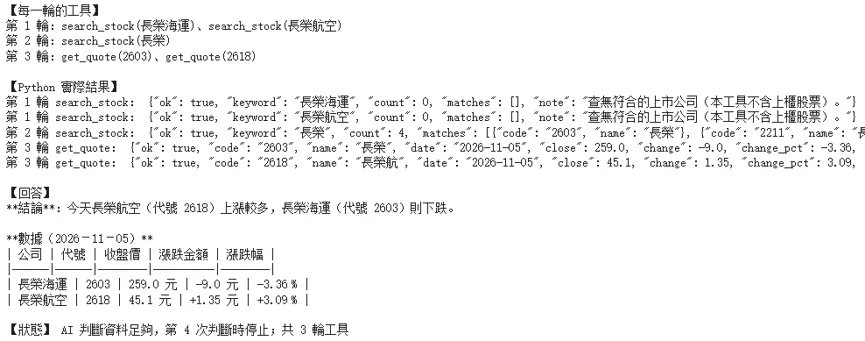 【每一輪的工具】
第 1 輪: search_stock(長榮海運)、search_stock(長榮航空)
第 2 輪: search_stock(長榮)
第 3 輪: get_quote(2603)、get_quote(2618)
【Python 實際結果】
第 1 輪 search_stock: {"ok": true, "keyword": "長榮海運", "count": 0, "matches": [], "note": "查無符合的上市公司（本工具不含上櫃股票）。"}
第 1 輪 search_stock: {"ok": true, "keyword": "長榮航空", "count": 0, "matches": [], "note": "查無符合的上市公司（本工具不含上櫃股票）。"}
第 2 輪 search_stock: {"ok": true, "keyword": "長榮", "count": 4, "matches": [{"code": "2603", "name": "長榮"}, {"code": "2211", "name": "長
第 3 輪 get_quote: {"ok": true, "code": "2603", "name": "長榮", "date": "2026-11-05", "close": 259.0, "change": -9.0, "change_pct": -3.36,
第 3 輪 get_quote: {"ok": true, "code": "2618", "name": "長榮航", "date": "2026-11-05", "close": 45.1, "change": 1.35, "change_pct": 3.09,
【回答】
**結論**：今天長榮航空（代號 2618）上漲較多，長榮海運（代號 2603）則下跌。
**數據（2026-11-05）**
| 公司 | 代號 | 收盤價 | 漲跌金額 | 漲跌幅 |
|------|------|--------|----------|--------|
| 長榮海運 | 2603 | 259.0 元 | -9.0 元 | -3.36% |
| 長榮航空 | 2618 | 45.1 元 | +1.35 元 | +3.09% |
【狀態】 AI 判斷資料足夠，第 4 次判斷時停止；共 3 輪工具